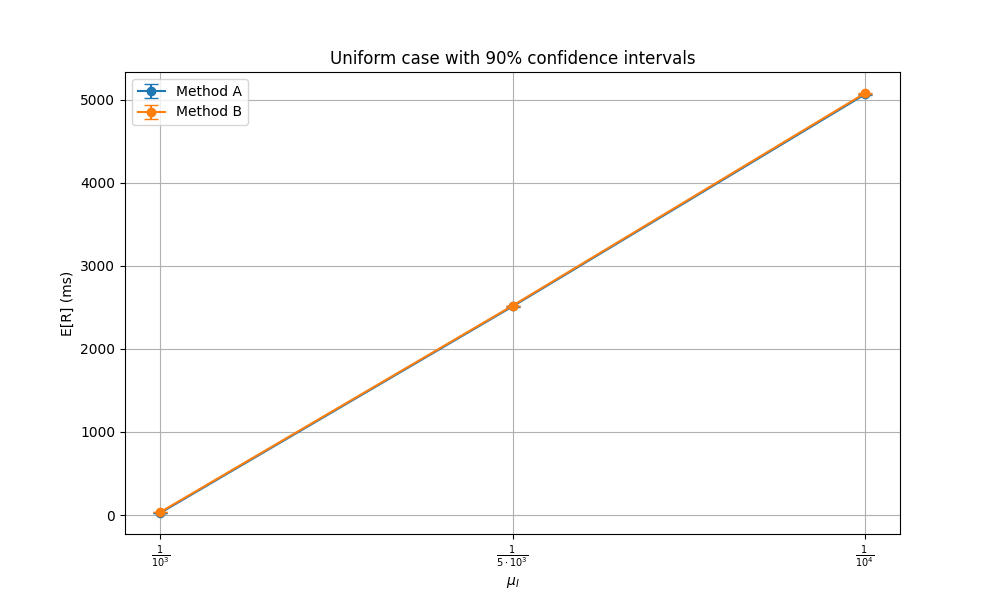 Uniform case with 90% confidence intervals
Method A
Method B
5000
4000
3000
2000
1000
0
E[R] (ms)
1/10³ 1/5·10³ 1/10⁴
μₗ